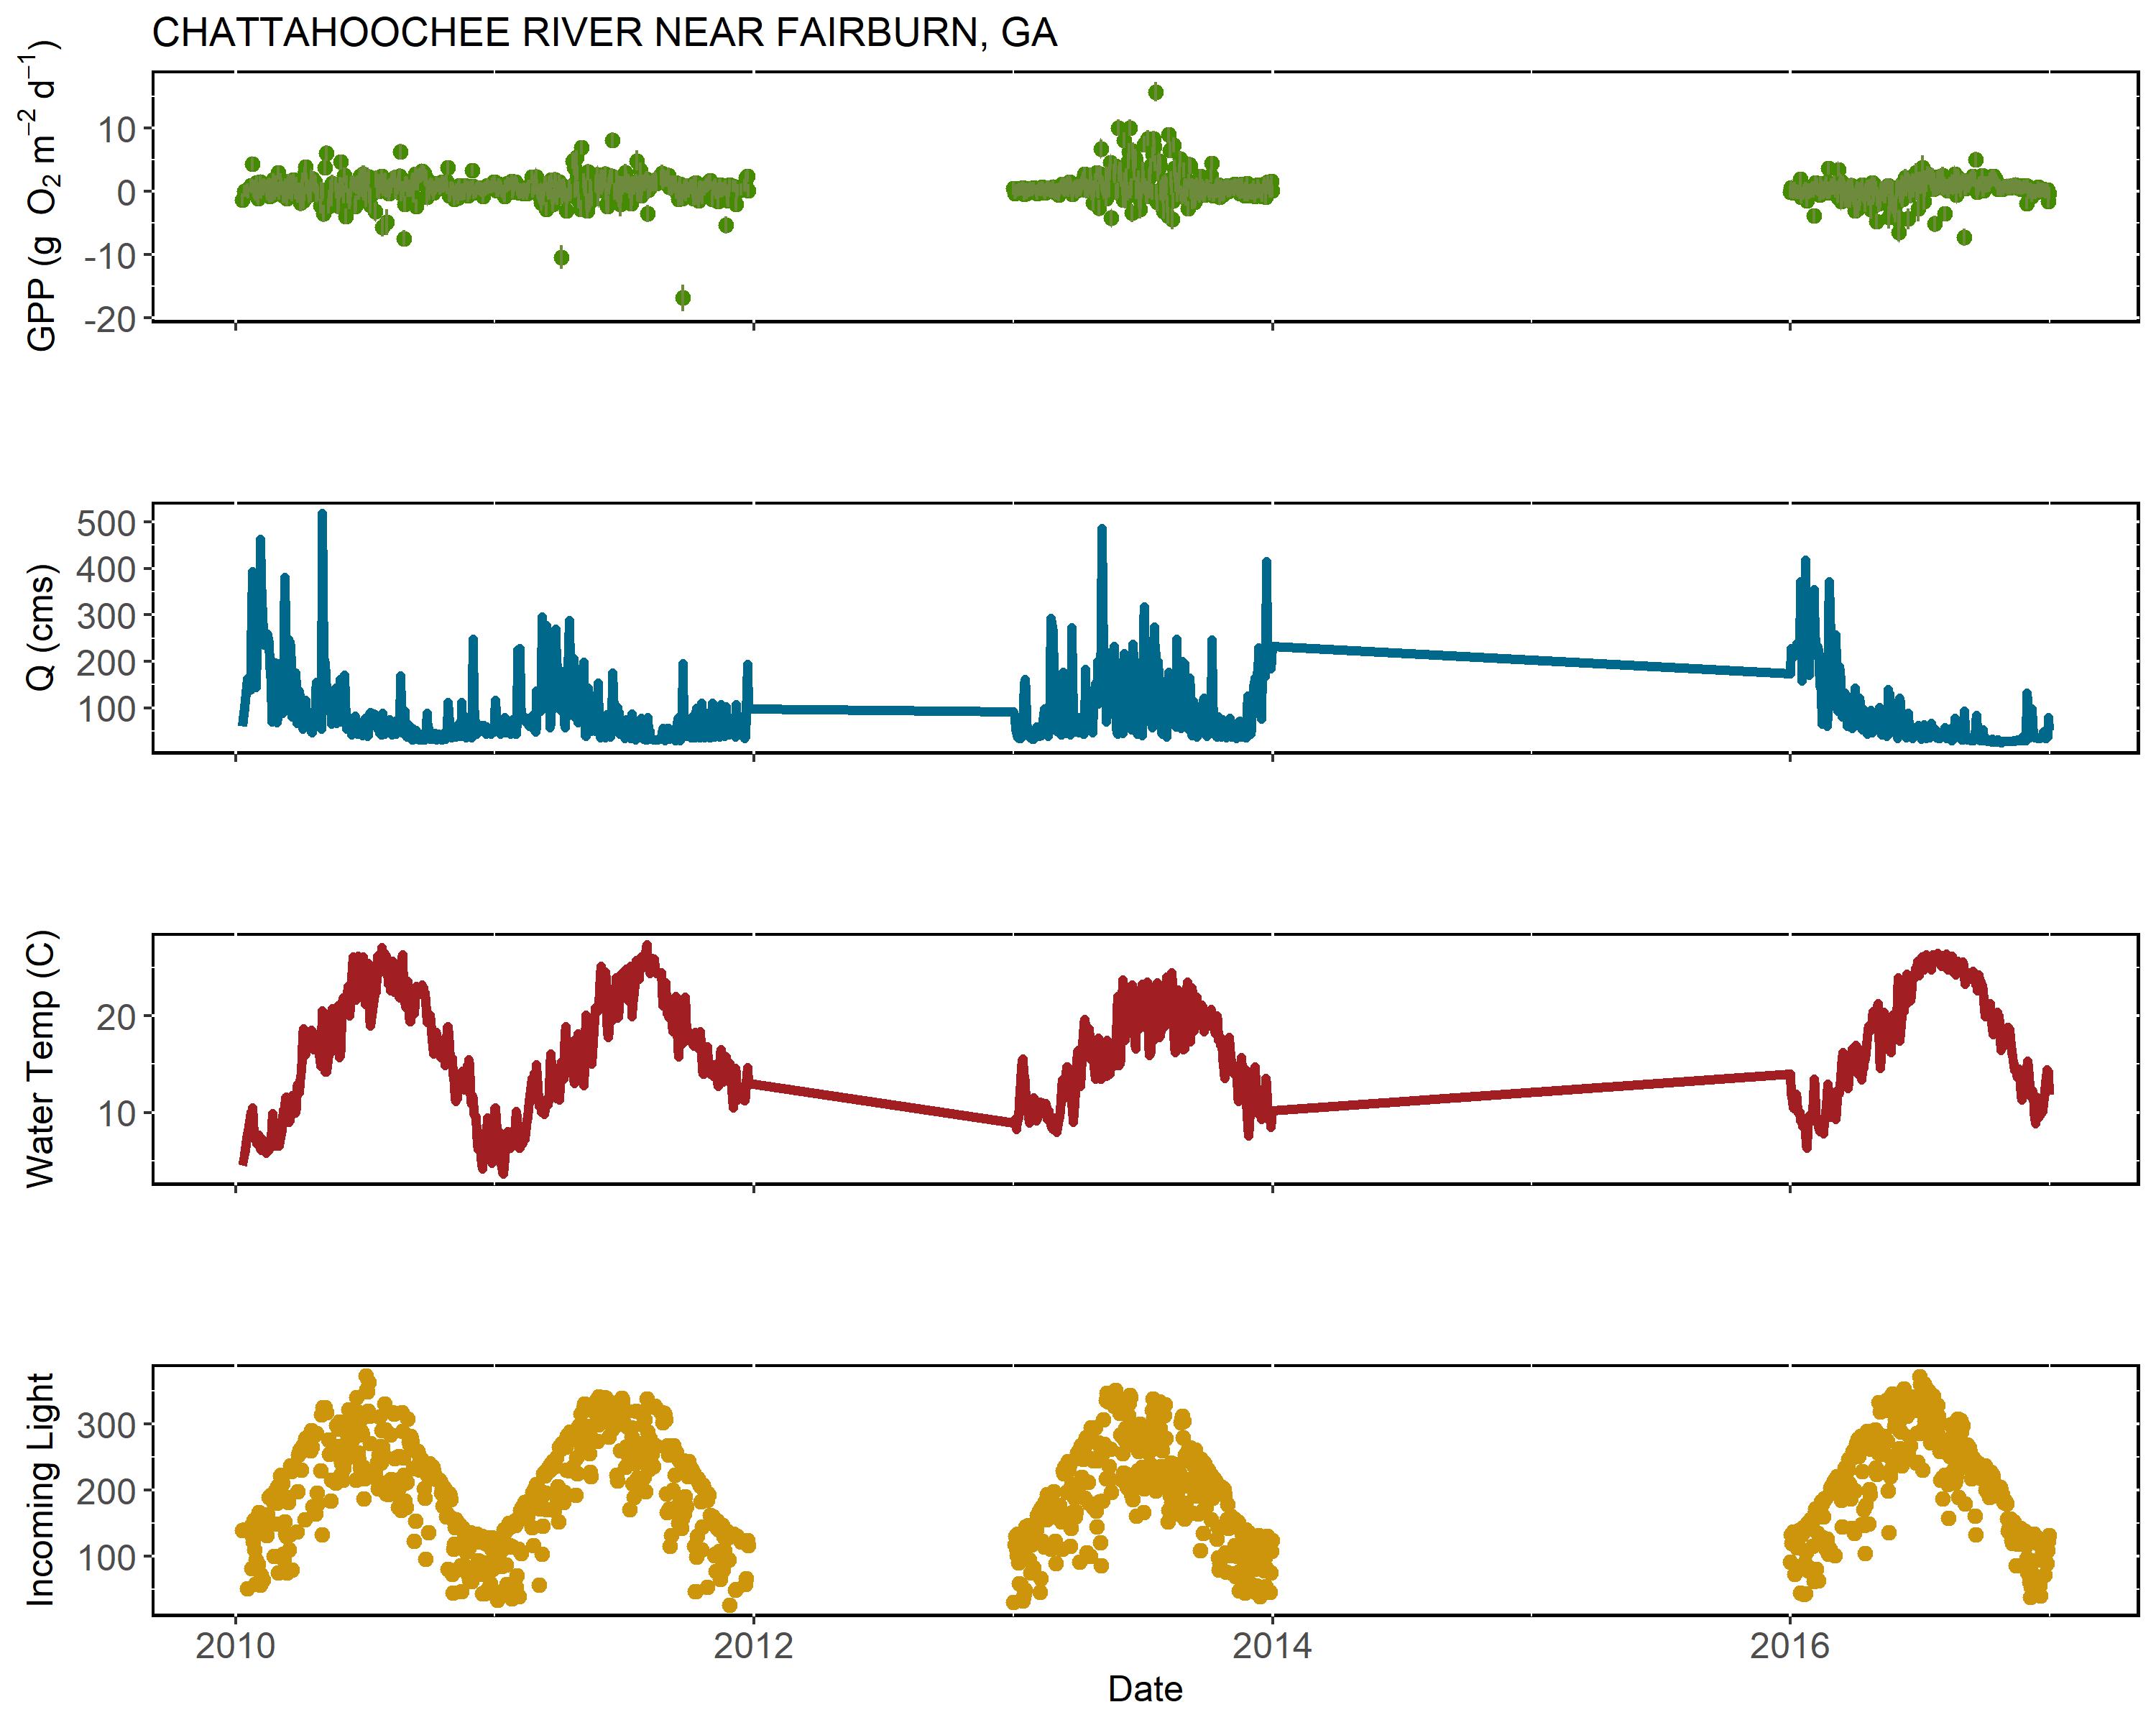 CHATTAHOOCHEE RIVER NEAR FAIRBURN, GA
GPP (g O₂ m⁻² d⁻¹)
10
0
-10
-20
Q (cms)
500
400
300
200
100
Water Temp (C)
20
10
Incoming Light
300
200
100
2010 2012 2014 2016
Date